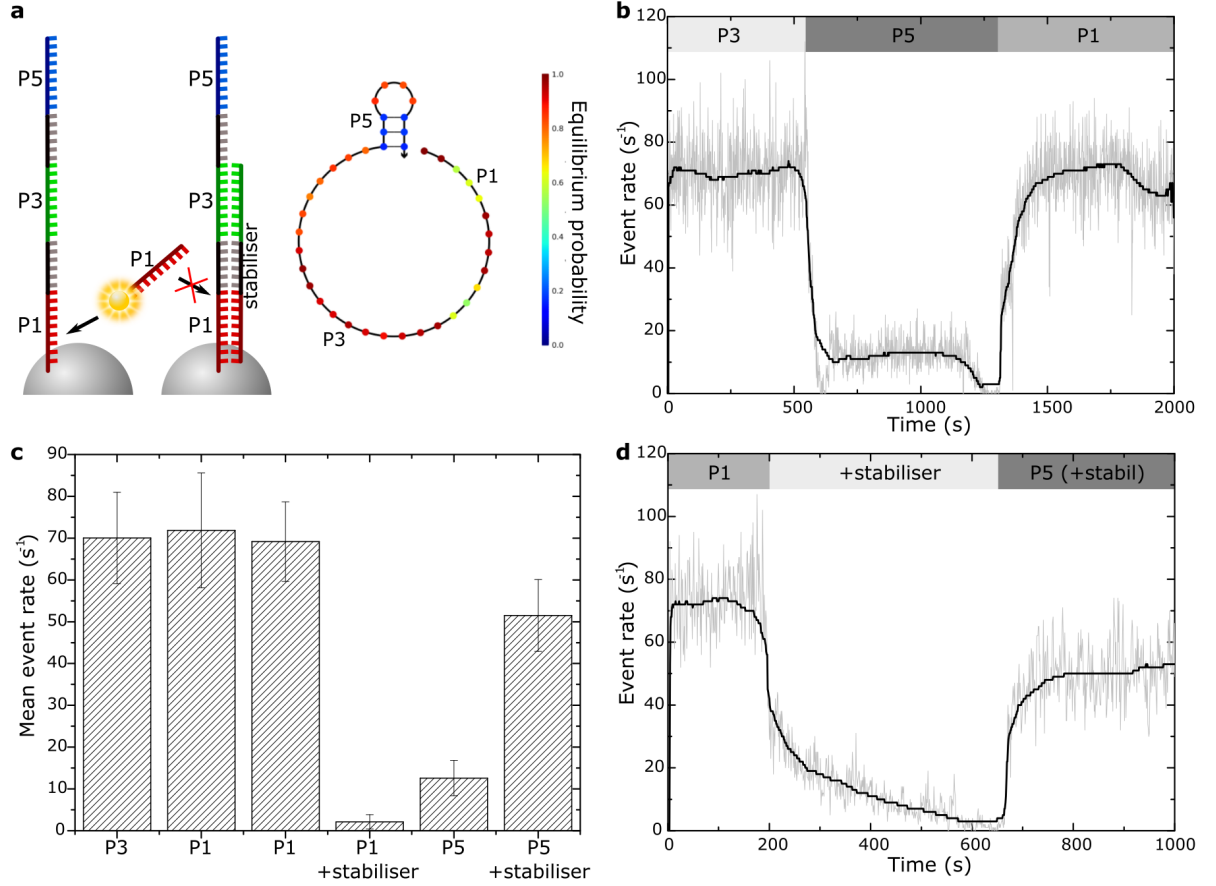 a
P5
P5
P3
P3
P1
stabiliser
P1
P1
P5
P1
P3
1.0
0.8
0.6
0.4
0.2
0.0
Equilibrium probability
b
P3
P5
P1
120
100
80
60
40
20
0
Event rate (s⁻¹)
0
500
1000
1500
2000
Time (s)
c
90
80
70
60
50
40
30
20
10
0
Mean event rate (s⁻¹)
P3
P1
P1
P1
+stabiliser
P5
P5
+stabiliser
d
P1
+stabiliser
P5 (+stabil)
120
100
80
60
40
20
0
Event rate (s⁻¹)
0
200
400
600
800
1000
Time (s)